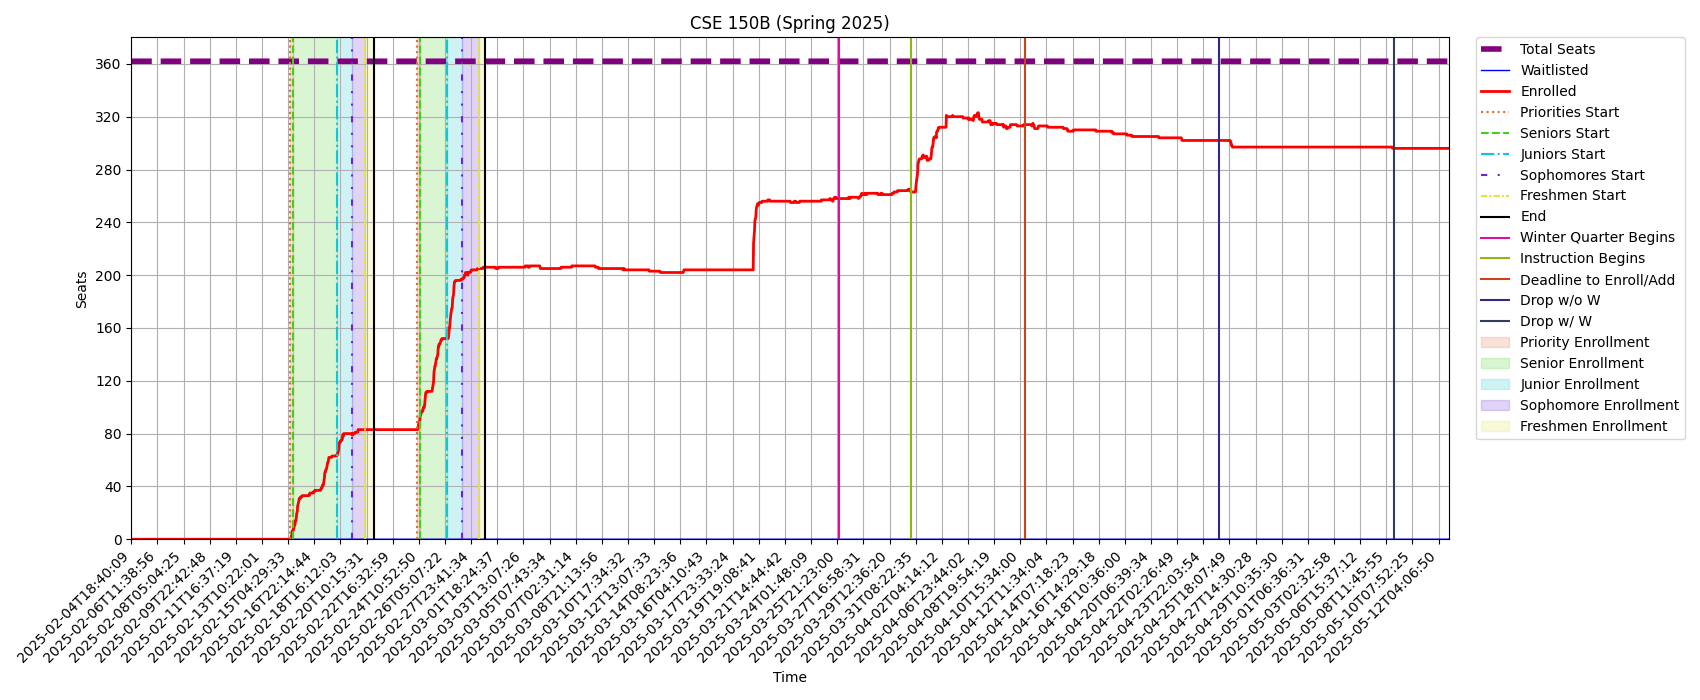 CSE 150B (Spring 2025)
Total Seats
Waitlisted
Enrolled
Priorities Start
Seniors Start
Juniors Start
Sophomores Start
Freshmen Start
End
Winter Quarter Begins
Instruction Begins
Deadline to Enroll/Add
Drop w/o W
Drop w/ W
Priority Enrollment
Senior Enrollment
Junior Enrollment
Sophomore Enrollment
Freshmen Enrollment
Seats
360
320
280
240
200
160
120
80
40
0
2025-02-04T18:40:09
2025-02-06T11:38:56
2025-02-08T05:04:25
2025-02-09T22:42:48
2025-02-11T16:37:19
2025-02-13T10:22:01
2025-02-15T04:29:33
2025-02-16T22:14:44
2025-02-18T16:12:03
2025-02-20T10:15:31
2025-02-22T16:32:59
2025-02-24T10:52:50
2025-02-26T05:07:22
2025-02-27T23:41:34
2025-03-01T18:24:37
2025-03-03T13:07:26
2025-03-05T07:43:34
2025-03-07T02:31:14
2025-03-08T21:13:56
2025-03-10T17:34:32
2025-03-12T13:07:33
2025-03-14T08:23:36
2025-03-16T04:10:43
2025-03-17T23:33:24
2025-03-19T19:08:41
2025-03-21T14:44:42
2025-03-24T01:48:09
2025-03-25T21:23:00
2025-03-27T16:58:31
2025-03-29T12:36:20
2025-03-31T08:22:35
2025-04-02T04:14:12
2025-04-06T23:44:02
2025-04-08T19:54:19
2025-04-10T15:34:00
2025-04-12T11:34:04
2025-04-14T07:18:23
2025-04-16T14:29:18
2025-04-18T10:36:00
2025-04-20T06:39:34
2025-04-22T02:26:49
2025-04-23T22:03:54
2025-04-25T18:07:49
2025-04-27T14:30:28
2025-04-29T10:35:30
2025-05-01T06:36:31
2025-05-03T02:32:58
2025-05-06T15:37:12
2025-05-08T11:45:55
2025-05-10T07:52:25
2025-05-12T04:06:50
Time